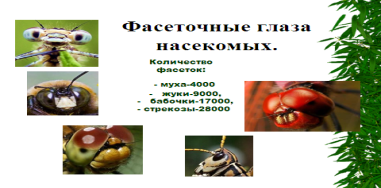 Фасеточные глаза
насекомых.
Количество
фасеток:
- муха-4000
- жуки-9000,
- бабочки-17000,
- стрекозы-28000